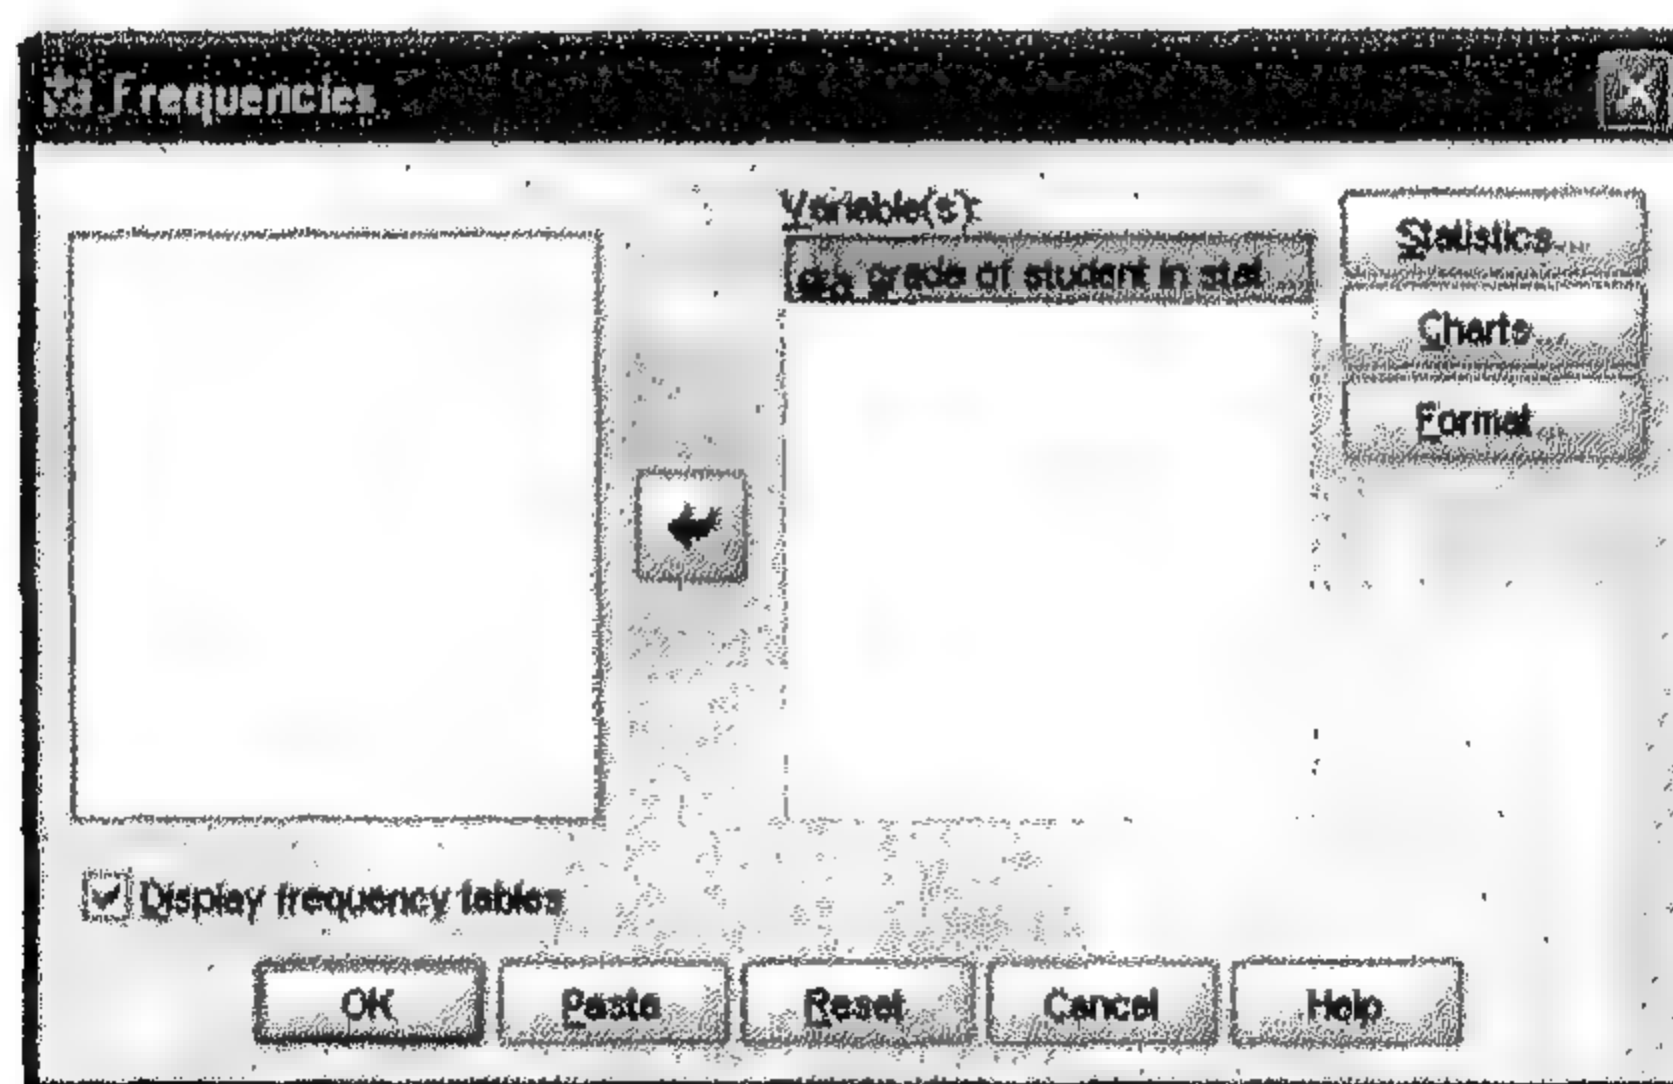 Frequencies
Variable(s):
grade of student in stat
Statistics...
Charts...
Format...
Display frequency tables
OK
Paste
Reset
Cancel
Help